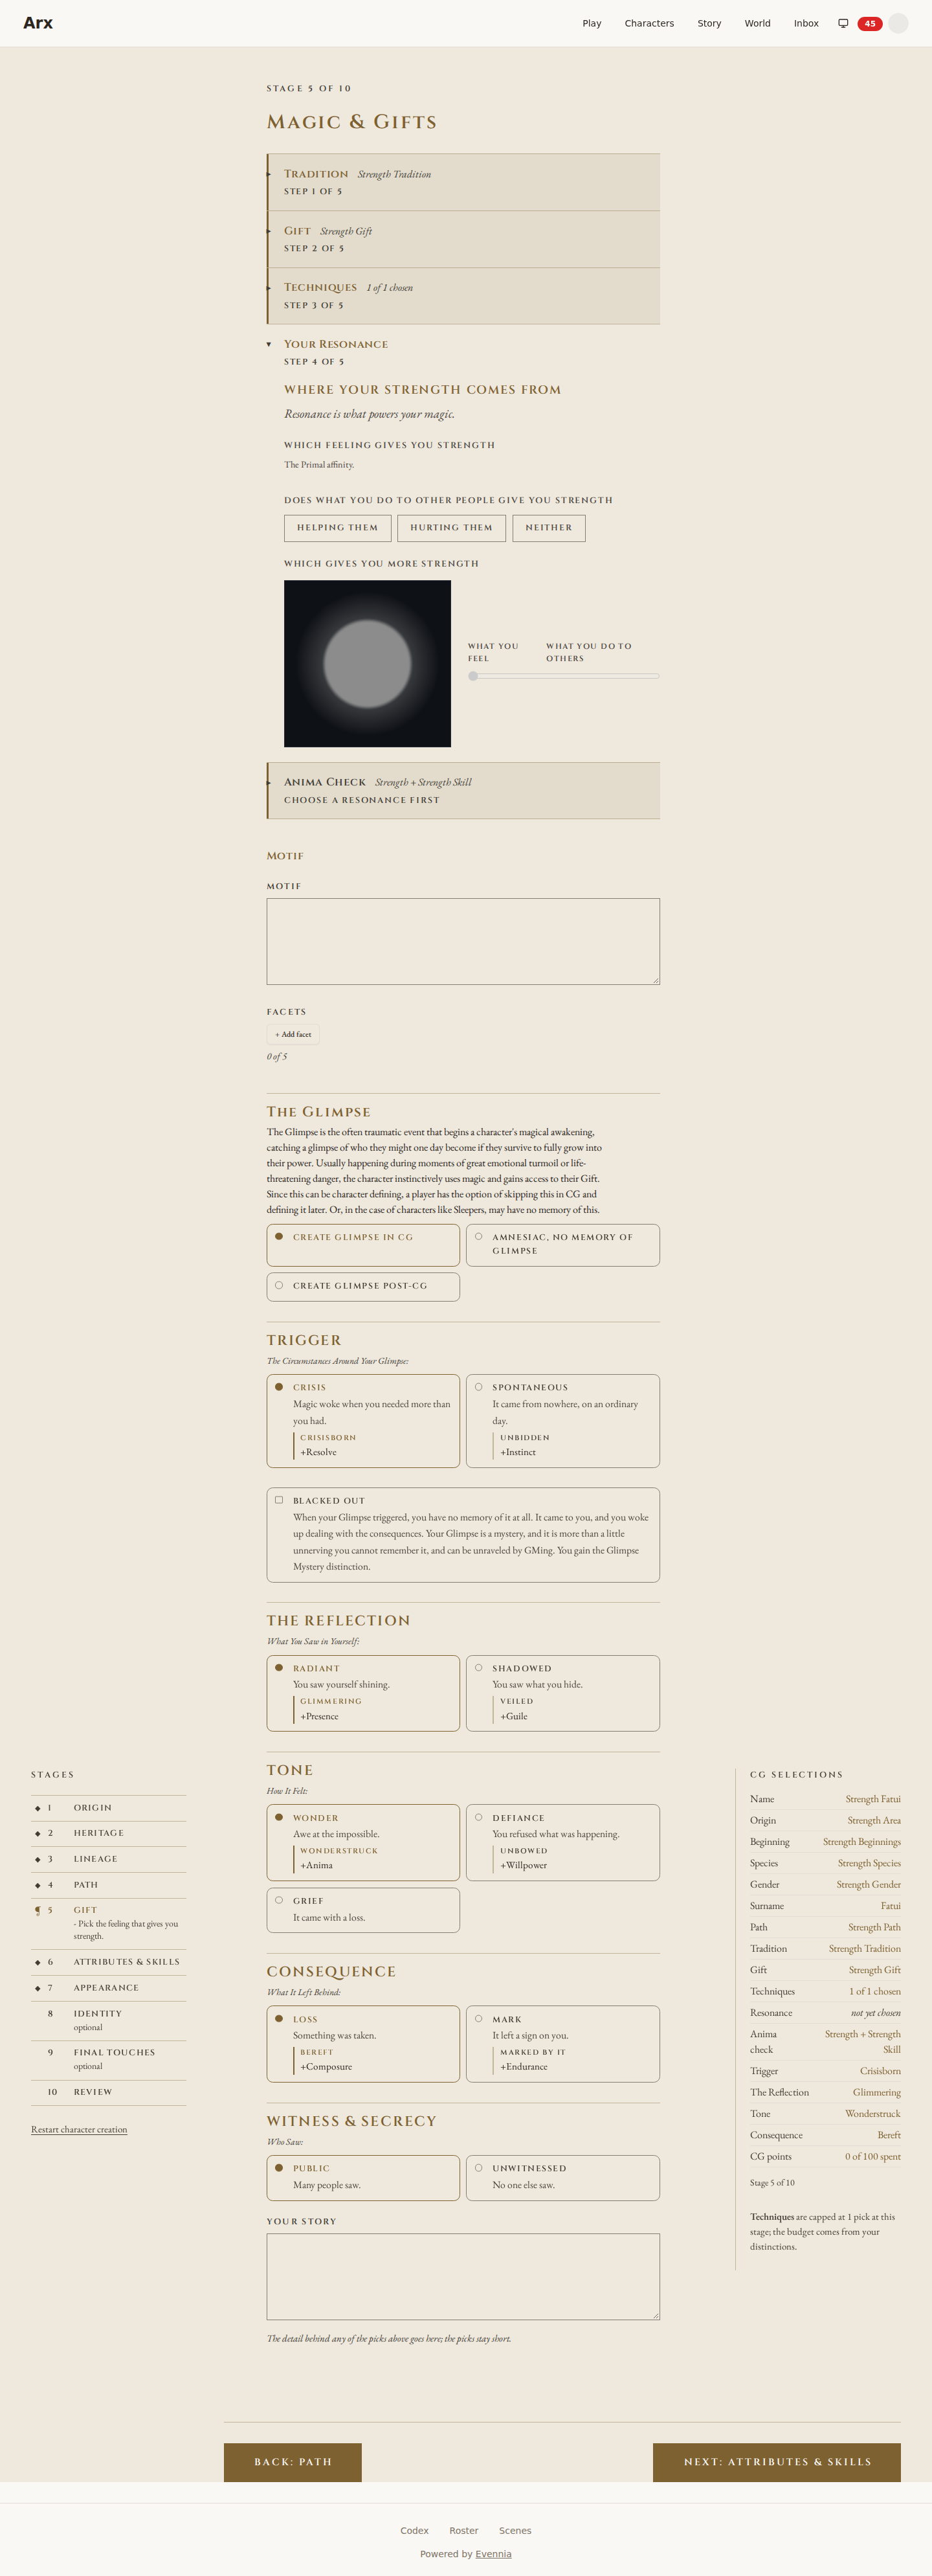 Arx
Play Characters Story World Inbox 45
STAGE 5 OF 10
Magic & Gifts
Tradition Strength Tradition
STEP 1 OF 5
Gift Strength Gift
STEP 2 OF 5
Techniques 1 of 1 chosen
STEP 3 OF 5
Your Resonance
STEP 4 OF 5
WHERE YOUR STRENGTH COMES FROM
Resonance is what powers your magic.
WHICH FEELING GIVES YOU STRENGTH
The Primal affinity.
DOES WHAT YOU DO TO OTHER PEOPLE GIVE YOU STRENGTH
HELPING THEM HURTING THEM NEITHER
WHICH GIVES YOU MORE STRENGTH
WHAT YOU FEEL
WHAT YOU DO TO OTHERS
Anima Check Strength + Strength Skill
CHOOSE A RESONANCE FIRST
Motif
MOTIF
FACETS
+ Add facet
0 of 5
The Glimpse
The Glimpse is the often traumatic event that begins a character's magical awakening,
catching a glimpse of who they might one day become if they survive to fully grow into
their power. Usually happening during moments of great emotional turmoil or life-
threatening danger, the character instinctively uses magic and gains access to their Gift.
Since this can be character defining, a player has the option of skipping this in CG and
defining it later. Or, in the case of characters like Sleepers, may have no memory of this.
CREATE GLIMPSE IN CG
AMNESIAC, NO MEMORY OF
GLIMPSE
CREATE GLIMPSE POST-CG
TRIGGER
The Circumstances Around Your Glimpse:
CRISIS
Magic woke when you needed more than
you had.
CRISISBORN
+Resolve
SPONTANEOUS
It came from nowhere, on an ordinary
day.
UNBIDDEN
+Instinct
BLACKED OUT
When your Glimpse triggered, you have no memory of it at all. It came to you, and you woke
up dealing with the consequences. Your Glimpse is a mystery, and it is more than a little
unnerving you cannot remember it, and can be unraveled by GMing. You gain the Glimpse
Mystery distinction.
THE REFLECTION
What You Saw in Yourself:
RADIANT
You saw yourself shining.
GLIMMERING
+Presence
SHADOWED
You saw what you hide.
VEILED
+Guile
TONE
How It Felt:
WONDER
Awe at the impossible.
WONDERSTRUCK
+Anima
DEFIANCE
You refused what was happening.
UNBOWED
+Willpower
GRIEF
It came with a loss.
CONSEQUENCE
What It Left Behind:
LOSS
Something was taken.
BEREFT
+Composure
MARK
It left a sign on you.
MARKED BY IT
+Endurance
WITNESS & SECRECY
Who Saw:
PUBLIC
Many people saw.
UNWITNESSED
No one else saw.
YOUR STORY
The detail behind any of the picks above goes here; the picks stay short.
STAGES
1 ORIGIN
2 HERITAGE
3 LINEAGE
4 PATH
¶ 5 GIFT
- Pick the feeling that gives you
strength.
6 ATTRIBUTES & SKILLS
7 APPEARANCE
8 IDENTITY
optional
9 FINAL TOUCHES
optional
10 REVIEW
Restart character creation
CG SELECTIONS
Name Strength Fatui
Origin Strength Area
Beginning Strength Beginnings
Species Strength Species
Gender Strength Gender
Surname Fatui
Path Strength Path
Tradition Strength Tradition
Gift Strength Gift
Techniques 1 of 1 chosen
Resonance not yet chosen
Anima check Strength + Strength Skill
Trigger Crisisborn
The Reflection Glimmering
Tone Wonderstruck
Consequence Bereft
CG points 0 of 100 spent
Stage 5 of 10
Techniques are capped at 1 pick at this
stage; the budget comes from your
distinctions.
BACK: PATH
NEXT: ATTRIBUTES & SKILLS
Codex Roster Scenes
Powered by Evennia